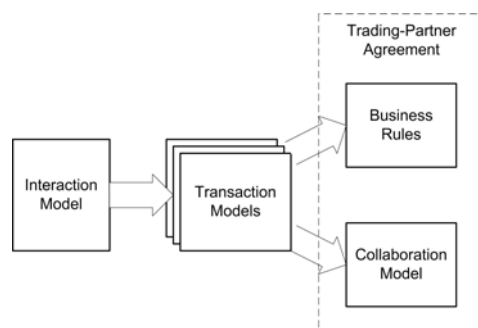 Trading-Partner
Agreement
Business
Rules
Interaction
Model
Transaction
Models
Collaboration
Model